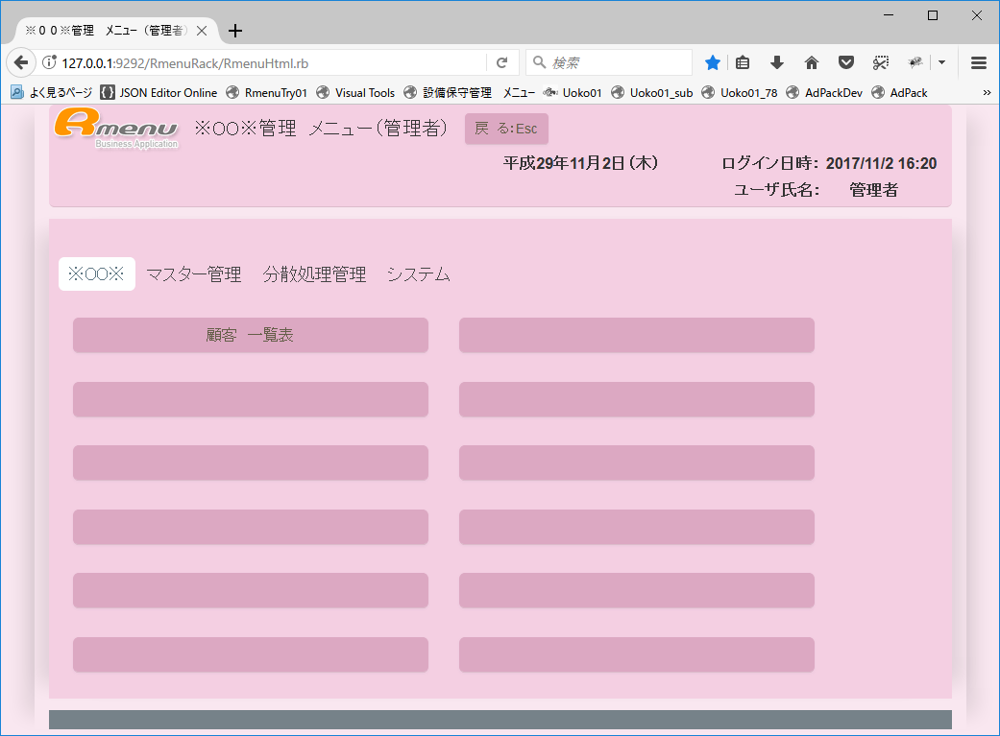 ※００※管理　メニュー（管理者）
127.0.0.1:9292/RmenuRack/RmenuHtml.rb
検索
よく見るページ JSON Editor Online RmenuTry01 Visual Tools 設備保守管理　メニュー Uoko01 Uoko01_sub Uoko01_78 AdPackDev AdPack
Rmenu
Business Application
※〇〇※管理　メニュー（管理者）
戻　る：Esc
平成29年11月2日（木）
ログイン日時： 2017/11/2 16:20
ユーザ氏名： 管理者
※〇〇※ マスター管理 分散処理管理 システム
顧客　一覧表